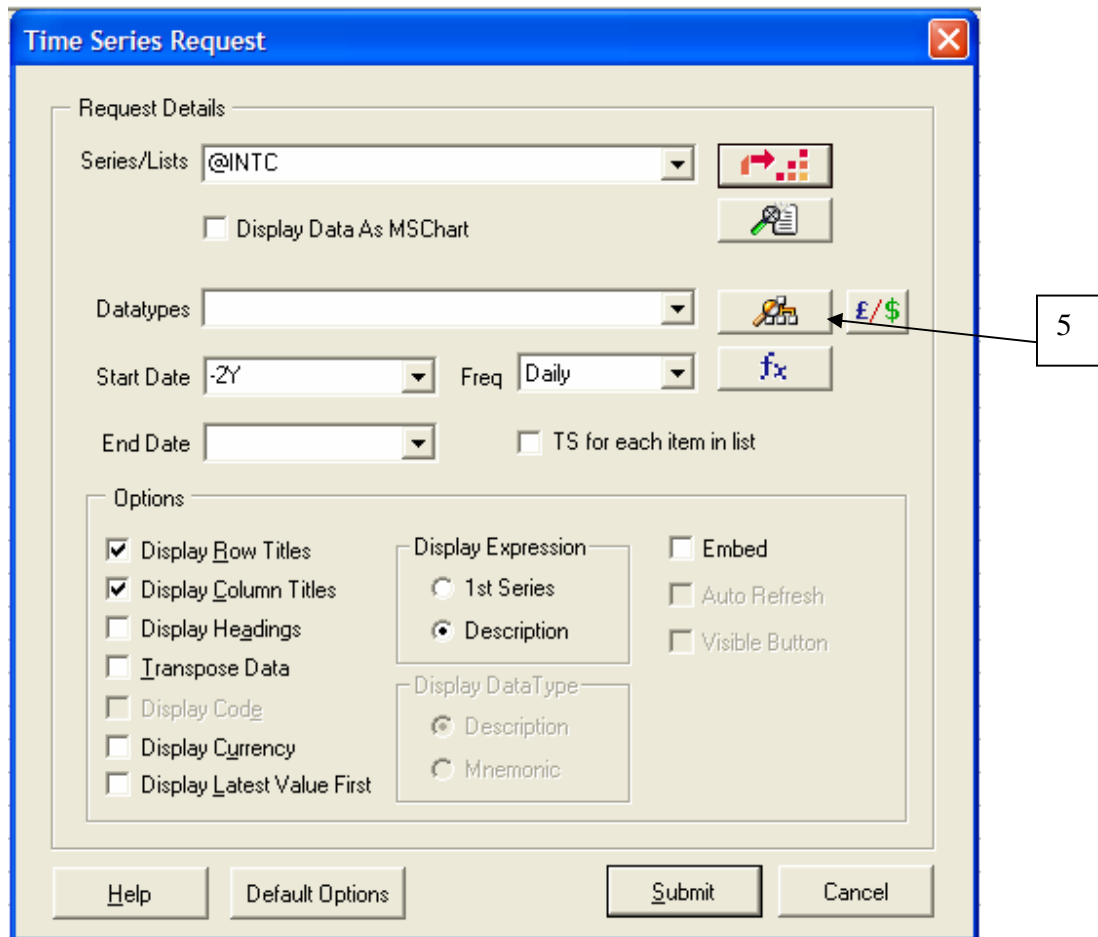 Time Series Request
Request Details
Series/Lists @INTC
Display Data As MSChart
Datatypes £/$
5
Start Date -2Y Freq Daily fx
End Date TS for each item in list
Options
Display Row Titles
Display Column Titles
Display Headings
Transpose Data
Display Code
Display Currency
Display Latest Value First
Display Expression
1st Series
Description
Display DataType
Description
Mnemonic
Embed
Auto Refresh
Visible Button
Help Default Options Submit Cancel